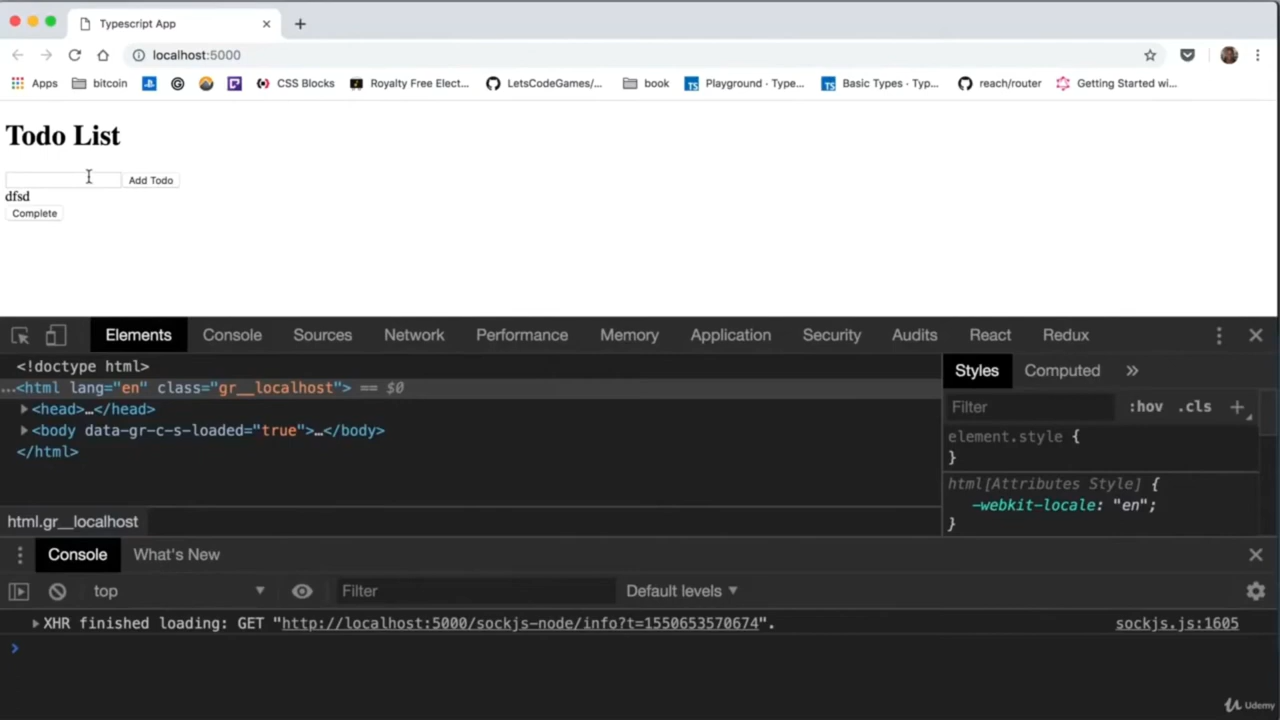 Typescript App
localhost:5000
Apps bitcoin CSS Blocks Royalty Free Elect... LetsCodeGames/... book Playground · Type... Basic Types · Typ... reach/router Getting Started wi...
Todo List
Add Todo
dfsd
Complete
Elements Console Sources Network Performance Memory Application Security Audits React Redux
<!doctype html>
...<html lang="en" class="gr__localhost"> == $0
<head>…</head>
<body data-gr-c-s-loaded="true">…</body>
</html>
html.gr__localhost
Styles Computed »
Filter :hov .cls +
element.style {
}
html[Attributes Style] {
-webkit-locale: "en";
}
Console What's New
top Filter Default levels
XHR finished loading: GET "http://localhost:5000/sockjs-node/info?t=1550653570674". sockjs.js:1605
>
Udemy